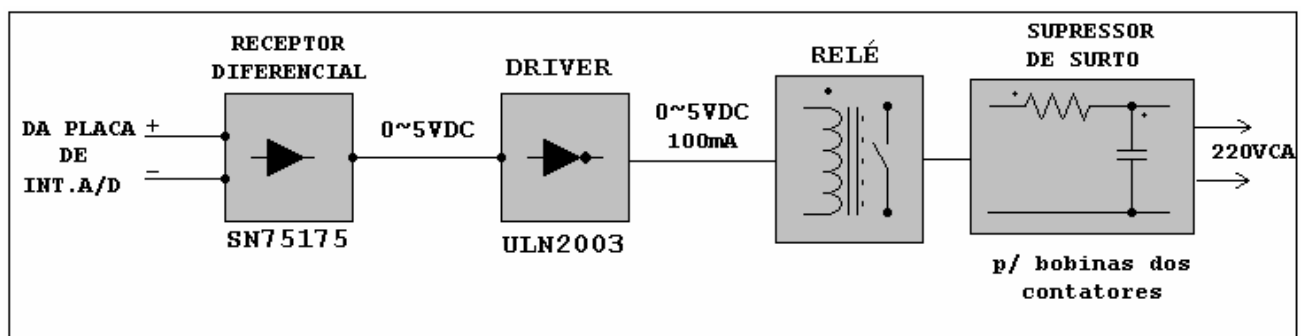 DA PLACA
DE
INT.A/D
+
−
RECEPTOR
DIFERENCIAL
SN75175
0~5VDC
DRIVER
ULN2003
0~5VDC
100mA
RELÉ
SUPRESSOR
DE SURTO
220VCA
p/ bobinas dos
contatores